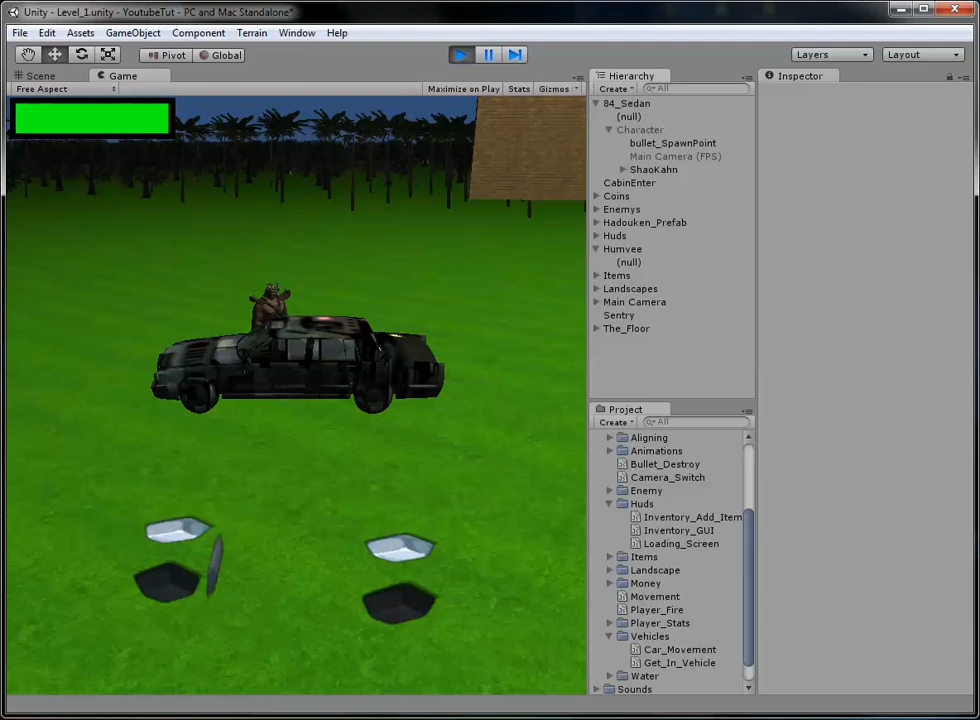 Unity - Level_1.unity - YoutubeTut - PC and Mac Standalone*
File Edit Assets GameObject Component Terrain Window Help
Pivot Global Layers Layout
Scene Game Hierarchy Inspector
Free Aspect Maximize on Play Stats Gizmos Create All
84_Sedan
(null)
Character
bullet_SpawnPoint
Main Camera (FPS)
ShaoKahn
CabinEnter
Coins
Enemys
Hadouken_Prefab
Huds
Humvee
(null)
Items
Landscapes
Main Camera
Sentry
The_Floor
Project
Create All
Aligning
Animations
Bullet_Destroy
Camera_Switch
Enemy
Huds
Inventory_Add_Item
Inventory_GUI
Loading_Screen
Items
Landscape
Money
Movement
Player_Fire
Player_Stats
Vehicles
Car_Movement
Get_In_Vehicle
Water
Sounds